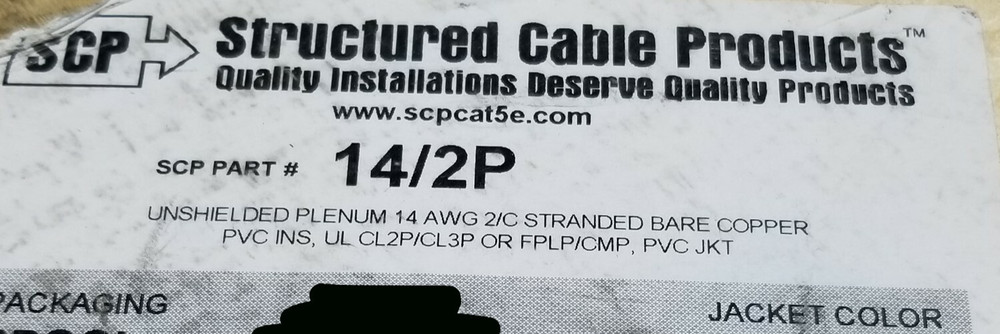 SCP Structured Cable Products™
Quality Installations Deserve Quality Products
www.scpcat5e.com
SCP PART # 14/2P
UNSHIELDED PLENUM 14 AWG 2/C STRANDED BARE COPPER
PVC INS, UL CL2P/CL3P OR FPLP/CMP, PVC JKT
PACKAGING JACKET COLOR